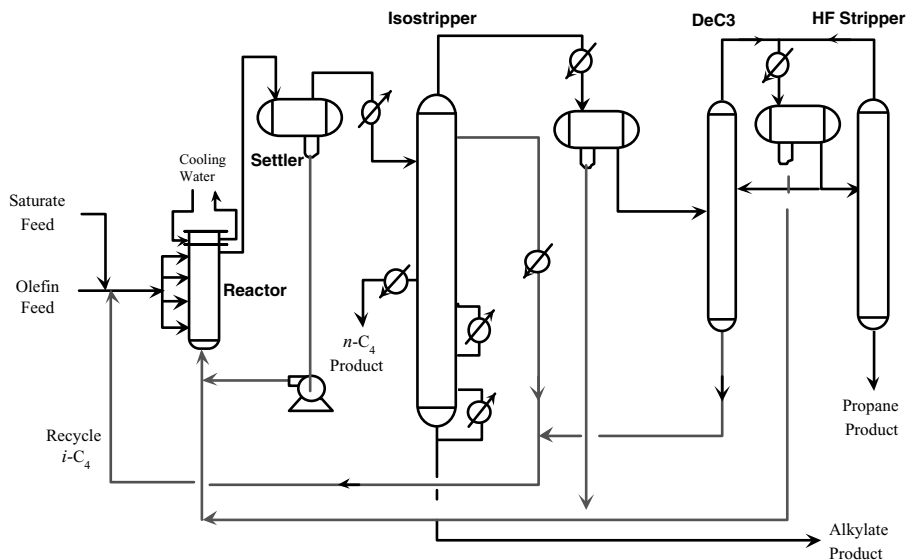 Isostripper
DeC3
HF Stripper
Settler
Cooling
Water
Saturate
Feed
Olefin
Feed
Reactor
n-C4
Product
Recycle
i-C4
Propane
Product
Alkylate
Product